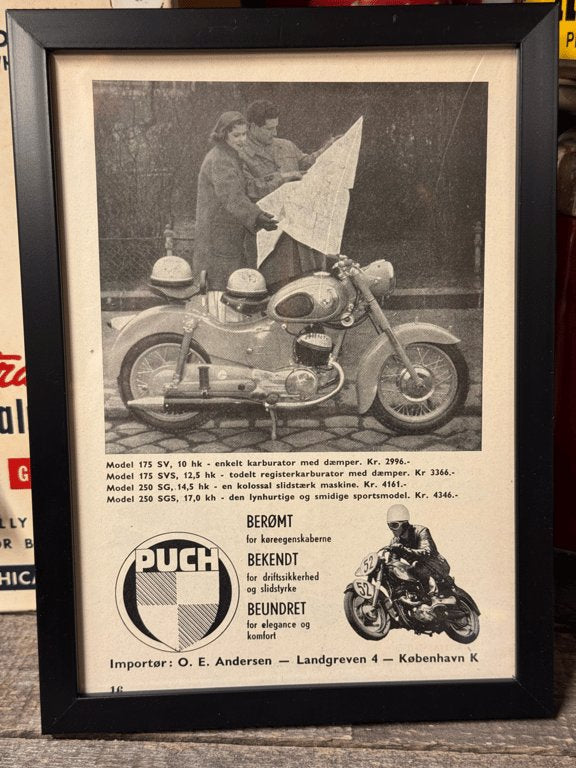 Model 175 SV, 10 hk - enkelt karburator med dæmper. Kr. 2996.-
Model 175 SVS, 12,5 hk - todelt registerkarburator med dæmper. Kr 3366.-
Model 250 SG, 14,5 hk - en kolossal slidstærk maskine. Kr. 4161.-
Model 250 SGS, 17,0 kh - den lynhurtige og smidige sportsmodel. Kr. 4346.-
BERØMT
for køreegenskaberne
BEKENDT
for driftssikkerhed
og slidstyrke
BEUNDRET
for elegance og
komfort
PUCH
52
52
Importør: O. E. Andersen — Landgreven 4 — København K
16
G
HICA